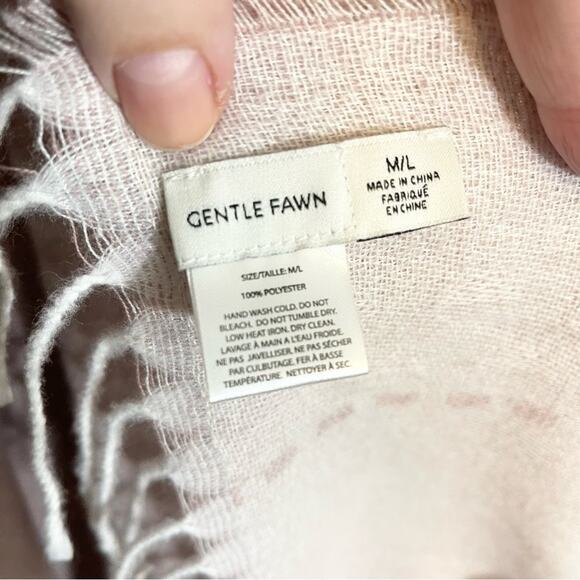 GENTLE FAWN
M/L
MADE IN CHINA
FABRIQUÉ
EN CHINE
SIZE/TAILLE: M/L
100% POLYESTER
HAND WASH COLD. DO NOT
BLEACH. DO NOT TUMBLE DRY.
LOW HEAT IRON. DRY CLEAN.
LAVAGE À MAIN A L'EAU FROIDE.
NE PAS JAVELLISER. NE PAS SÉCHER
PAR CULBUTAGE. FER À BASSE
TEMPÉRATURE. NETTOYER À SEC.